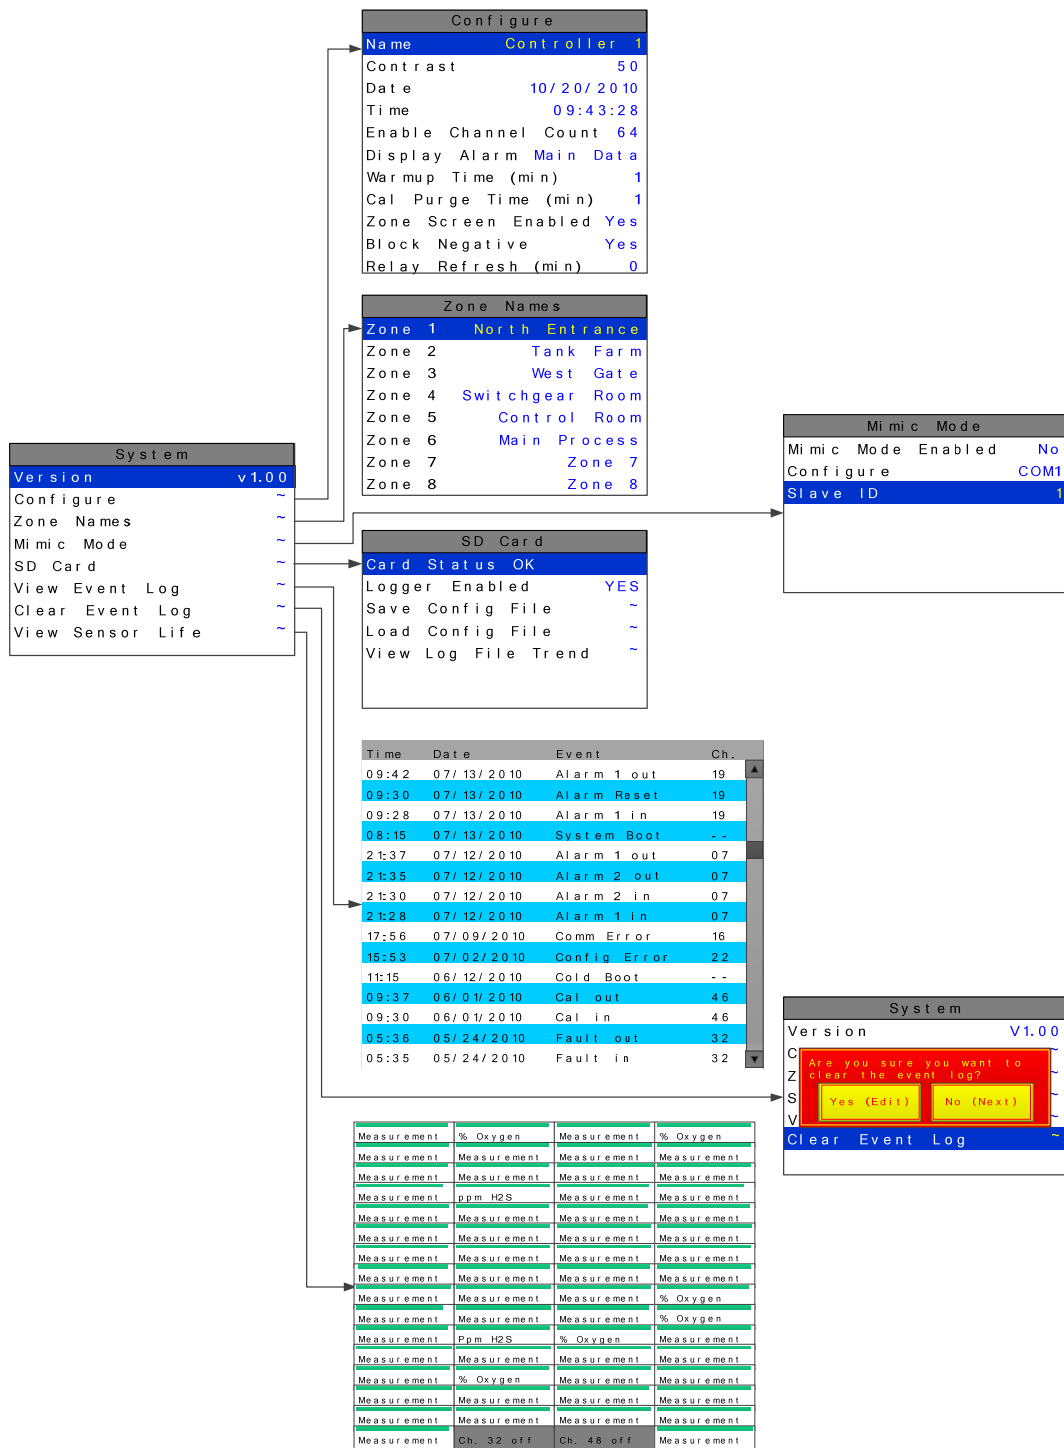 Configure
Name Controller 1
Contrast 50
Date 10/20/2010
Time 09:43:28
Enable Channel Count 64
Display Alarm Main Data
Warmup Time (min) 1
Cal Purge Time (min) 1
Zone Screen Enabled Yes
Block Negative Yes
Relay Refresh (min) 0
Zone Names
Zone 1 North Entrance
Zone 2 Tank Farm
Zone 3 West Gate
Zone 4 Switchgear Room
Zone 5 Control Room
Zone 6 Main Process
Zone 7 Zone 7
Zone 8 Zone 8
Mimic Mode
Mimic Mode Enabled No
Configure COM1
Slave ID 1
System
Version v1.00
Configure ~
Zone Names ~
Mimic Mode ~
SD Card ~
View Event Log ~
Clear Event Log ~
View Sensor Life ~
SD Card
Card Status OK
Logger Enabled YES
Save Config File ~
Load Config File ~
View Log File Trend ~
Time Date Event Ch.
09:42 07/13/2010 Alarm 1 out 19
09:30 07/13/2010 Alarm Reset 19
09:28 07/13/2010 Alarm 1 in 19
08:15 07/13/2010 System Boot --
21:37 07/12/2010 Alarm 1 out 07
21:35 07/12/2010 Alarm 2 out 07
21:30 07/12/2010 Alarm 2 in 07
21:28 07/12/2010 Alarm 1 in 07
17:56 07/09/2010 Comm Error 16
15:53 07/02/2010 Config Error 22
11:15 06/12/2010 Cold Boot --
09:37 06/01/2010 Cal out 46
09:30 06/01/2010 Cal in 46
05:36 05/24/2010 Fault out 32
05:35 05/24/2010 Fault in 32
System
Version V1.00
C ~
Z ~
S ~
V ~
Are you sure you want to
clear the event log?
Yes (Edit) No (Next)
Clear Event Log ~
Measurement % Oxygen Measurement % Oxygen
Measurement Measurement Measurement Measurement
Measurement Measurement Measurement Measurement
Measurement ppm H2S Measurement Measurement
Measurement Measurement Measurement Measurement
Measurement Measurement Measurement Measurement
Measurement Measurement Measurement Measurement
Measurement Measurement Measurement Measurement
Measurement Measurement Measurement % Oxygen
Measurement Measurement Measurement % Oxygen
Measurement Ppm H2S % Oxygen Measurement
Measurement Measurement Measurement Measurement
Measurement % Oxygen Measurement Measurement
Measurement Measurement Measurement Measurement
Measurement Measurement Measurement Measurement
Measurement Ch. 32 off Ch. 48 off Measurement